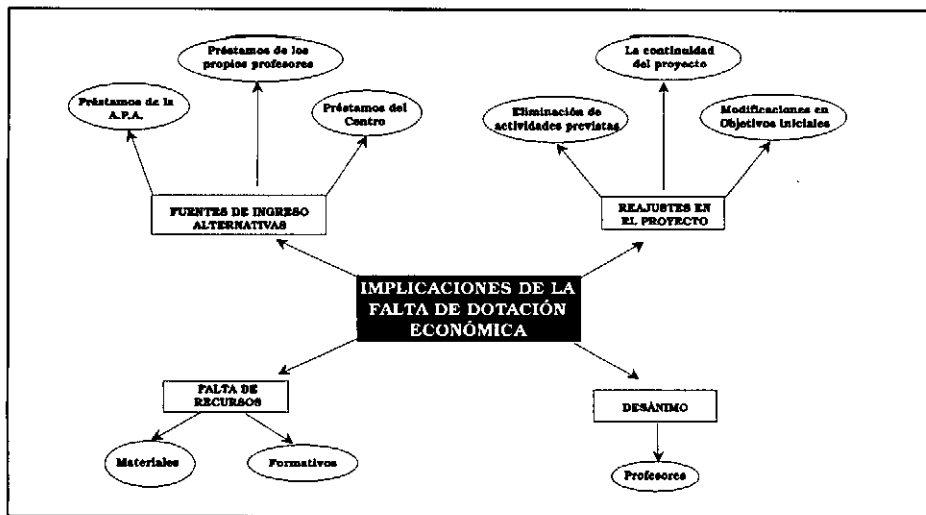 Préstamos de los
propios profesores
La continuidad
del proyecto
Préstamos de la
A.P.A.
Préstamos del
Centro
Eliminación de
actividades previstas
Modificaciones en
Objetivos iniciales
FUENTES DE INGRESO
ALTERNATIVAS
REAJUSTES EN
EL PROYECTO
IMPLICACIONES DE LA
FALTA DE DOTACIÓN
ECONÓMICA
FALTA DE
RECURSOS
DESÁNIMO
Materiales
Formativos
Profesores